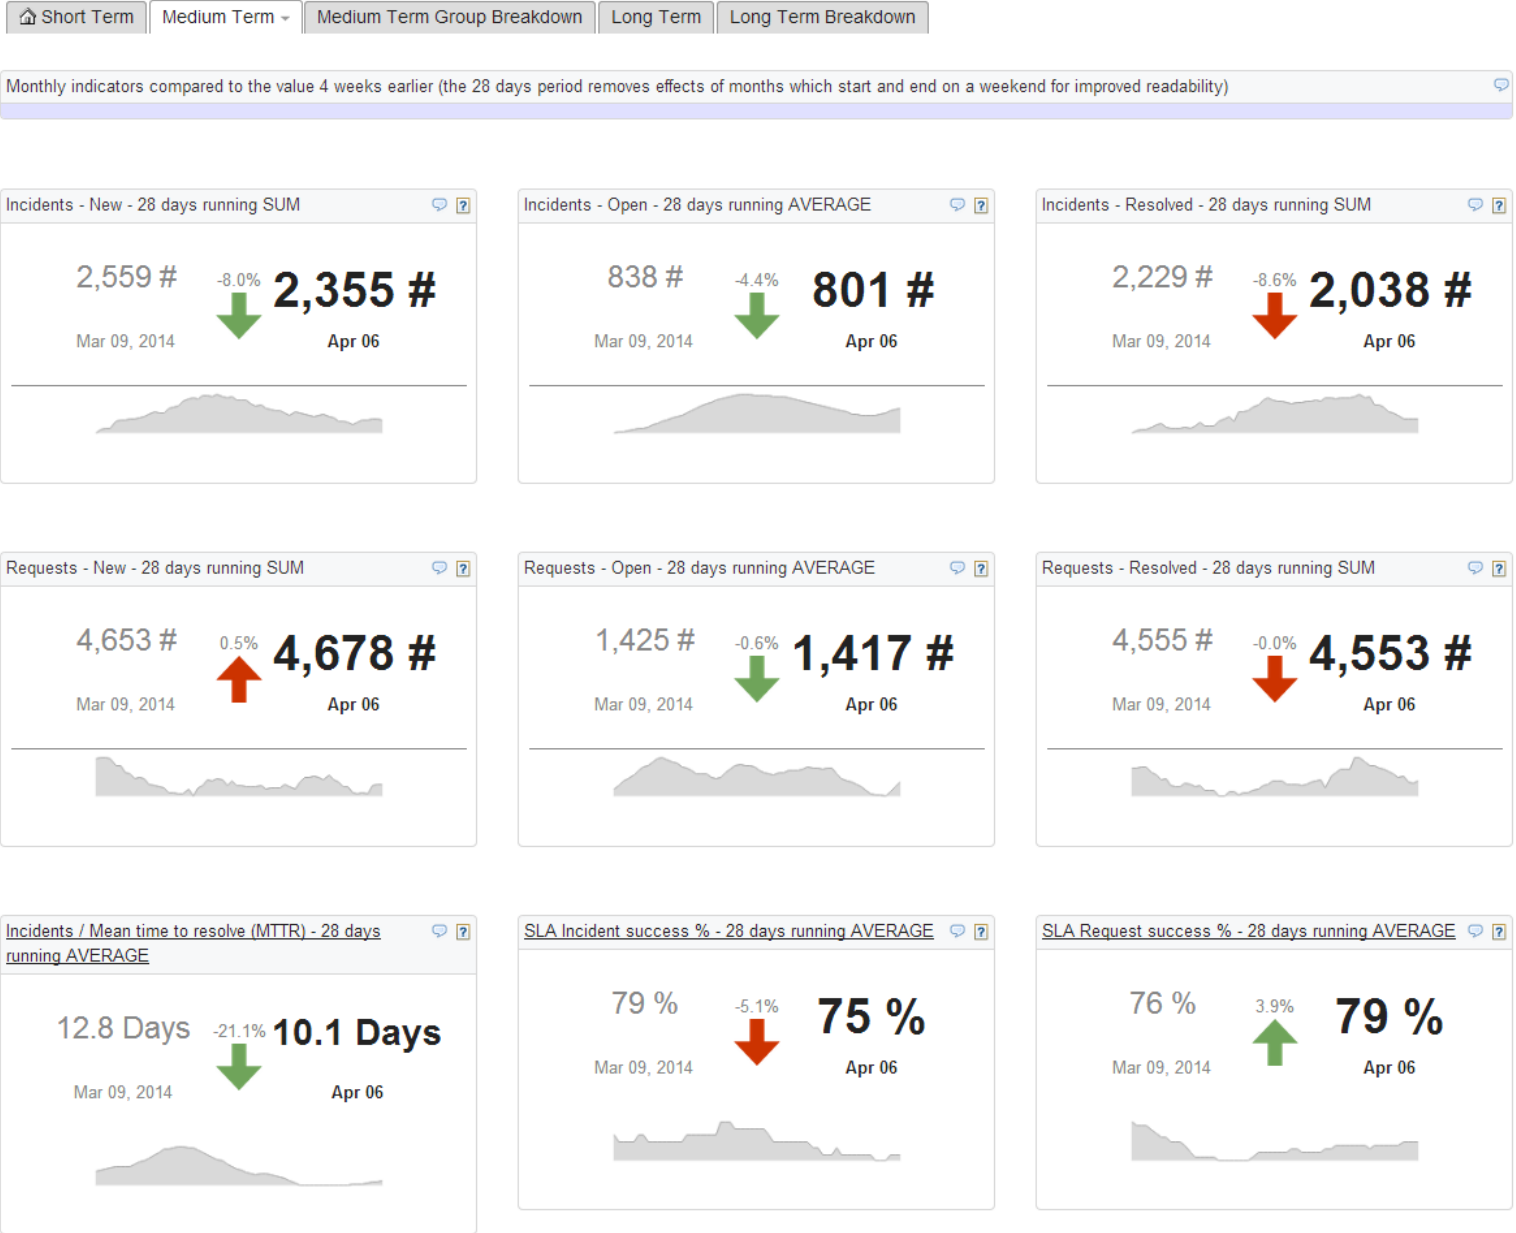 Short Term Medium Term Medium Term Group Breakdown Long Term Long Term Breakdown
Monthly indicators compared to the value 4 weeks earlier (the 28 days period removes effects of months which start and end on a weekend for improved readability)
Incidents - New - 28 days running SUM ?
2,559 # -8.0% 2,355 #
Mar 09, 2014 Apr 06
Incidents - Open - 28 days running AVERAGE ?
838 # -4.4% 801 #
Mar 09, 2014 Apr 06
Incidents - Resolved - 28 days running SUM ?
2,229 # -8.6% 2,038 #
Mar 09, 2014 Apr 06
Requests - New - 28 days running SUM ?
4,653 # 0.5% 4,678 #
Mar 09, 2014 Apr 06
Requests - Open - 28 days running AVERAGE ?
1,425 # -0.6% 1,417 #
Mar 09, 2014 Apr 06
Requests - Resolved - 28 days running SUM ?
4,555 # -0.0% 4,553 #
Mar 09, 2014 Apr 06
Incidents / Mean time to resolve (MTTR) - 28 days ?
running AVERAGE
12.8 Days -21.1% 10.1 Days
Mar 09, 2014 Apr 06
SLA Incident success % - 28 days running AVERAGE ?
79 % -5.1% 75 %
Mar 09, 2014 Apr 06
SLA Request success % - 28 days running AVERAGE ?
76 % 3.9% 79 %
Mar 09, 2014 Apr 06